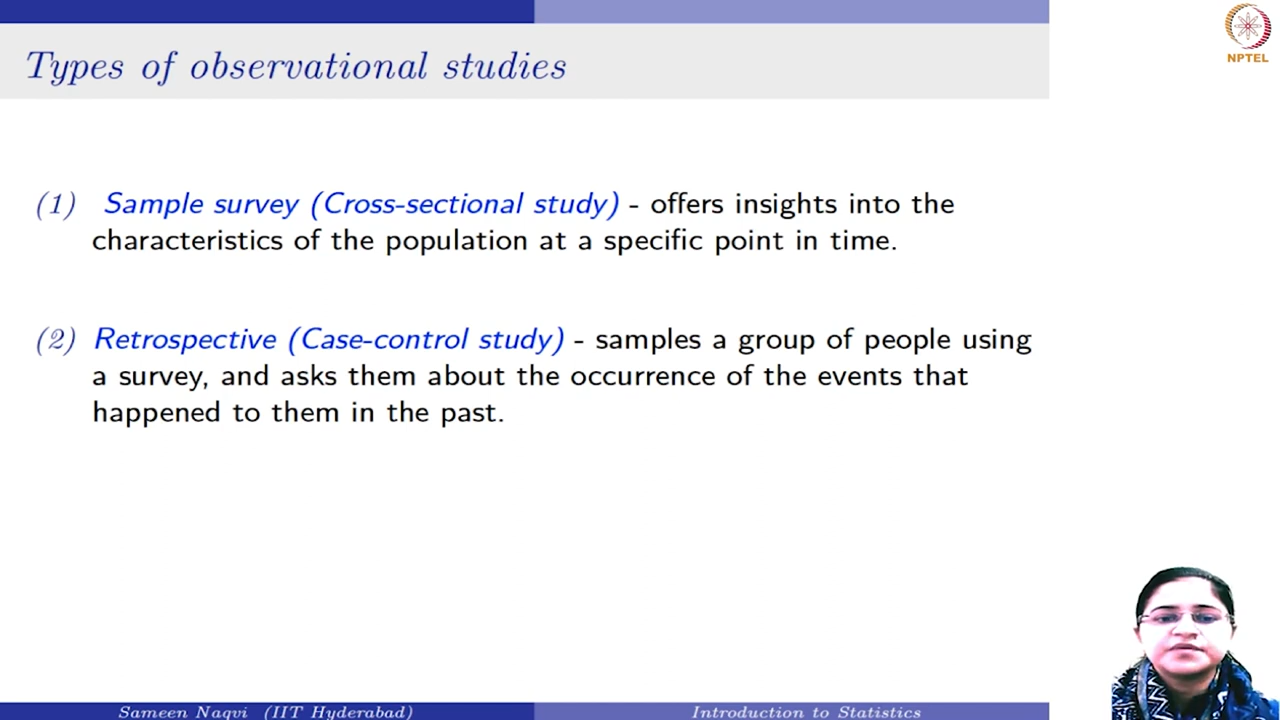 Types of observational studies
NPTEL
(1) Sample survey (Cross-sectional study) - offers insights into the
characteristics of the population at a specific point in time.
(2) Retrospective (Case-control study) - samples a group of people using
a survey, and asks them about the occurrence of the events that
happened to them in the past.
Sameen Naqvi (IIT Hyderabad)
Introduction to Statistics